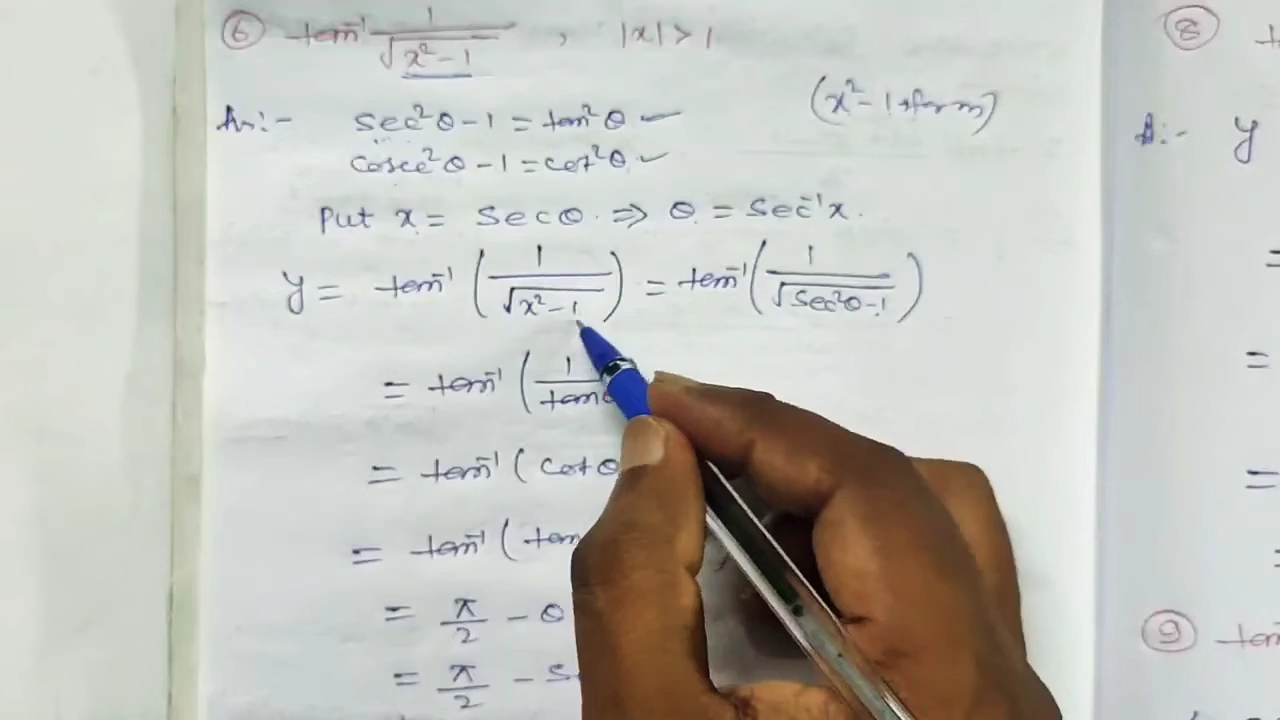 ⑥ tan⁻¹ 1/√(x²-1) , |x| > 1
Ans:- sec²θ - 1 = tan²θ (x² - 1 form)
cosec²θ - 1 = cot²θ
Put x = secθ. ⇒ θ = sec⁻¹x.
y = tan⁻¹ (1/√(x²-1)) = tan⁻¹ (1/√(sec²θ-1))
= tan⁻¹ (1/tan
= tan⁻¹ (cot θ
= tan⁻¹ (tan
= π/2 - θ
= π/2 - s
⑧
A:- y
=
=
=
⑨ tan